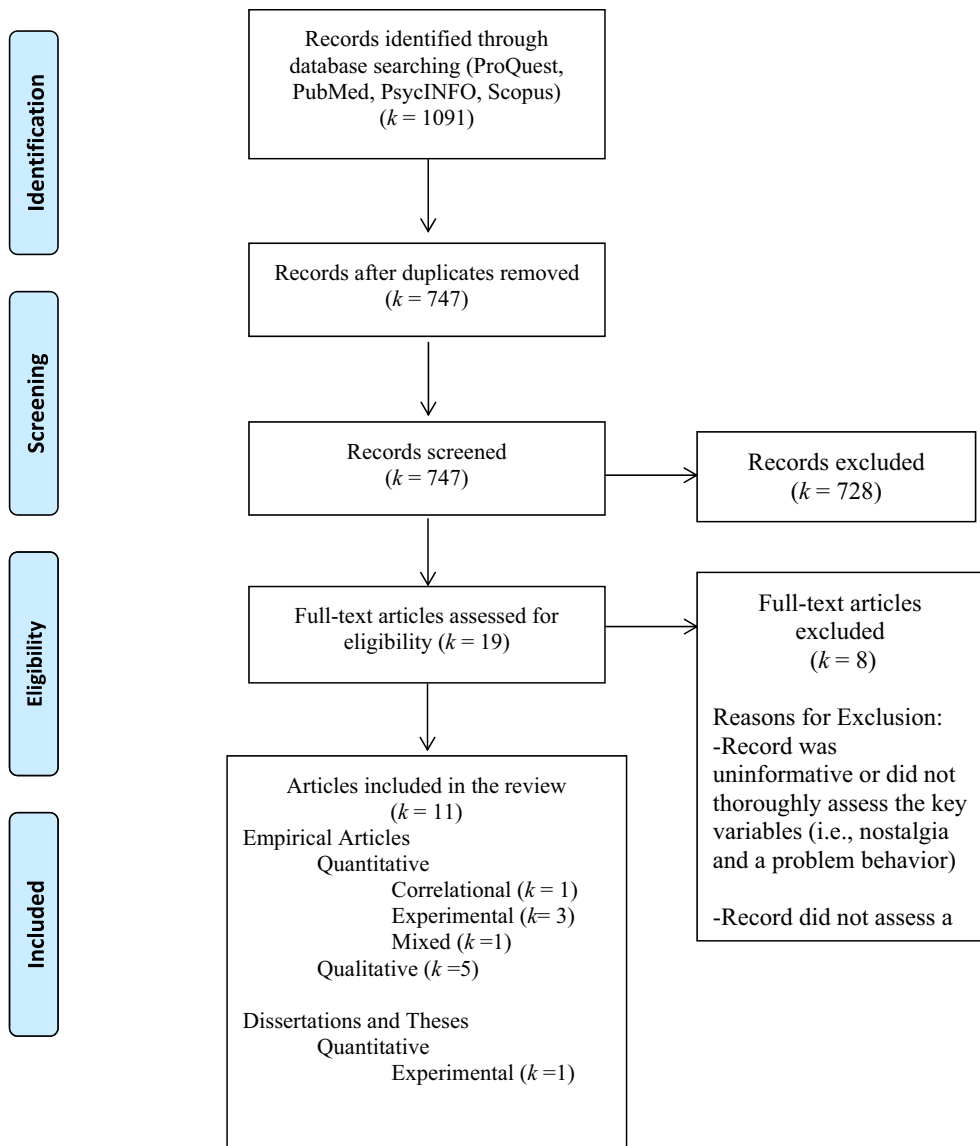 Identification
Records identified through
database searching (ProQuest,
PubMed, PsycINFO, Scopus)
(k = 1091)
Records after duplicates removed
(k = 747)
Screening
Records screened
(k = 747)
Records excluded
(k = 728)
Eligibility
Full-text articles assessed for
eligibility (k = 19)
Full-text articles
excluded
(k = 8)
Reasons for Exclusion:
-Record was
uninformative or did not
thoroughly assess the key
variables (i.e., nostalgia
and a problem behavior)
-Record did not assess a
Included
Articles included in the review
(k = 11)
Empirical Articles
Quantitative
Correlational (k = 1)
Experimental (k= 3)
Mixed (k =1)
Qualitative (k =5)
Dissertations and Theses
Quantitative
Experimental (k =1)